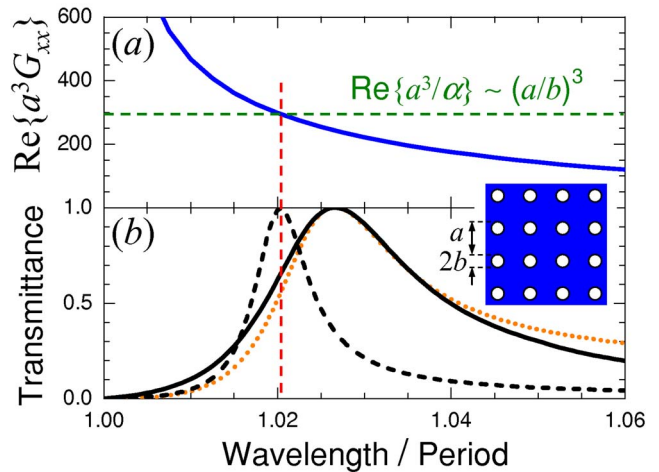 600
400
200
Re{a³Gₓₓ}
(a)
Re{a³/α} ~ (a/b)³
1.0
0.5
0.0
Transmittance
(b)
a
2b
1.00
1.02
1.04
1.06
Wavelength / Period